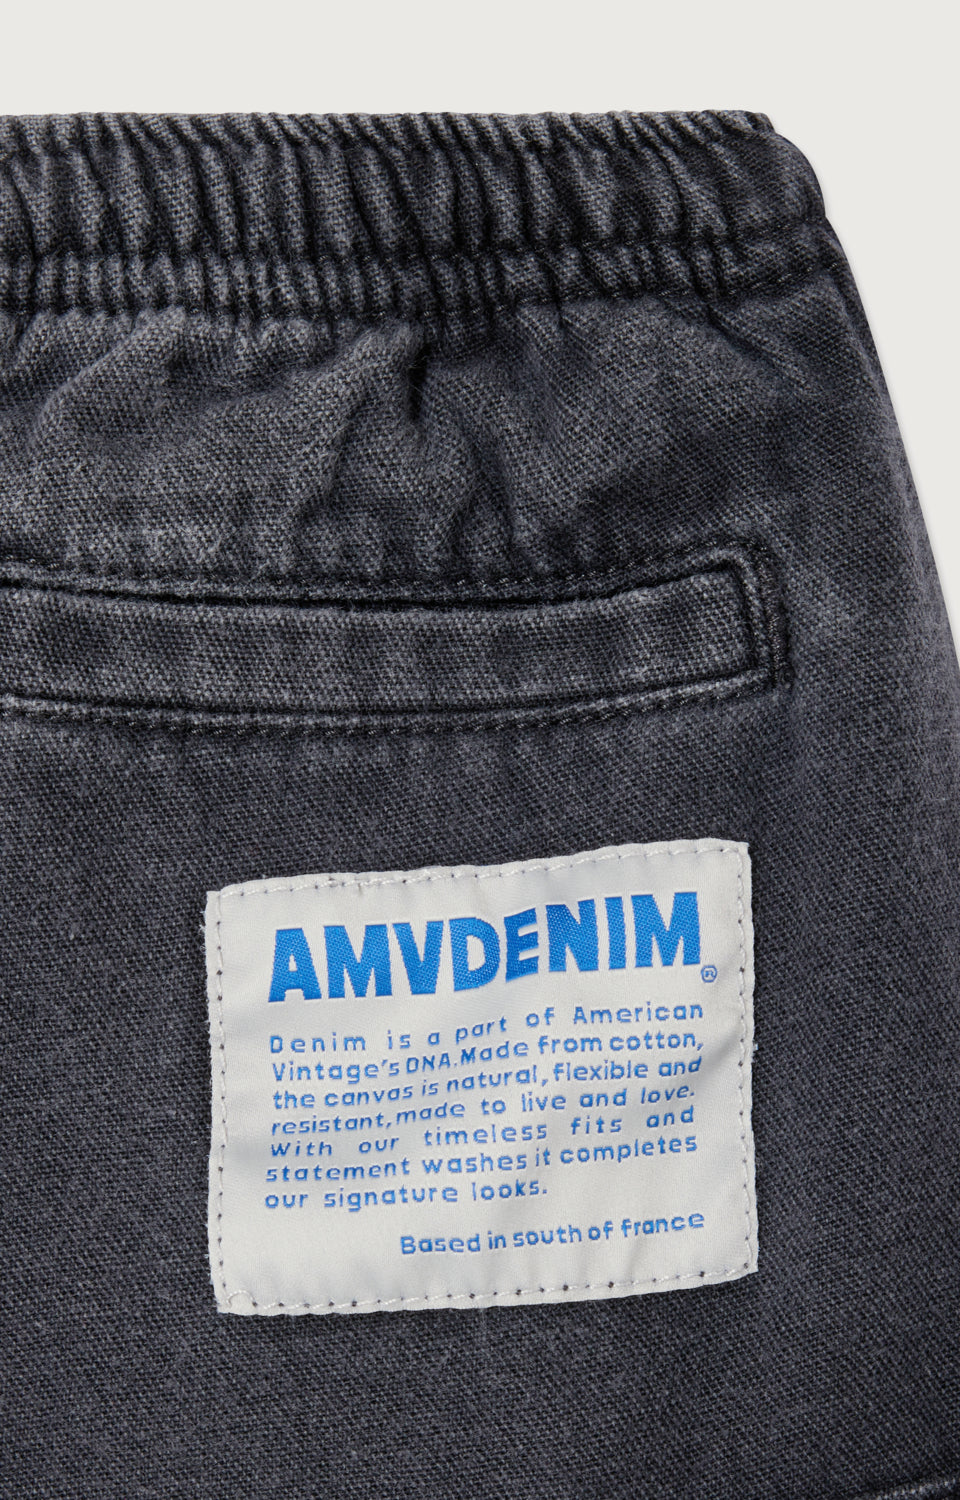 AMVDENIM®
Denim is a part of American
Vintage's DNA. Made from cotton,
the canvas is natural, flexible and
resistant, made to live and love.
With our timeless fits and
statement washes it completes
our signature looks.
Based in south of france